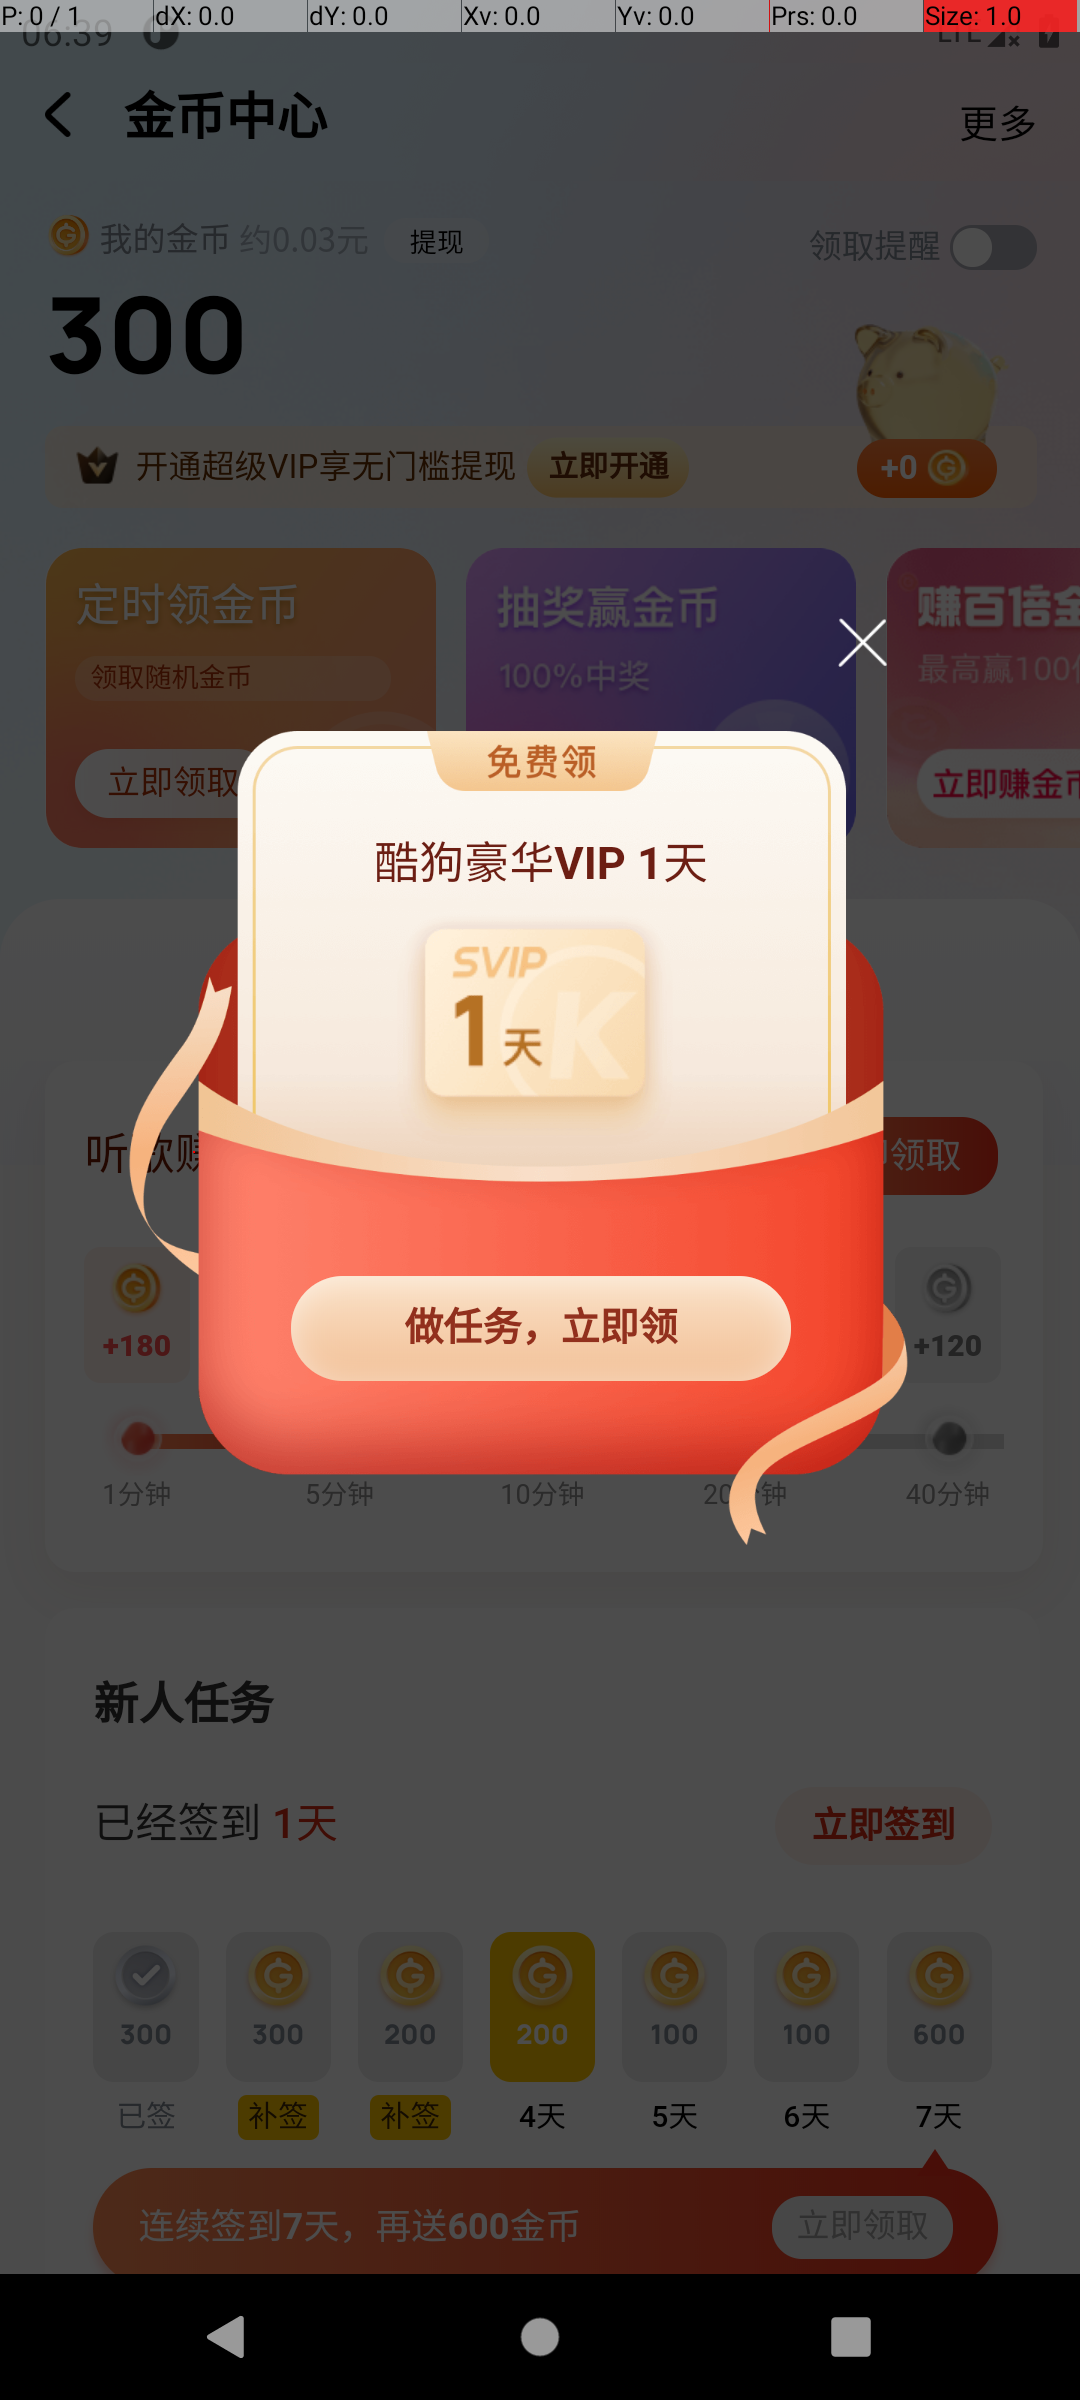 P: 0 / 1 dX: 0.0 dY: 0.0 Xv: 0.0 Yv: 0.0 Prs: 0.0 Size: 1.0
06:39 LTE
金币中心
更多
我的金币 约0.03元 提现
领取提醒
300
开通超级VIP享无门槛提现 立即开通
+0
定时领金币
领取随机金币
立即领取
抽奖赢金币
100%中奖
赚百倍金
最高赢100
立即赚金币
免费领
酷狗豪华VIP 1天
SVIP
1天
K
听歌赚
领取
做任务，立即领
+180
+120
1分钟
5分钟
10分钟
20分钟
40分钟
新人任务
已经签到 1天
立即签到
300
300
200
200
100
100
600
已签
补签
补签
4天
5天
6天
7天
连续签到7天，再送600金币
立即领取